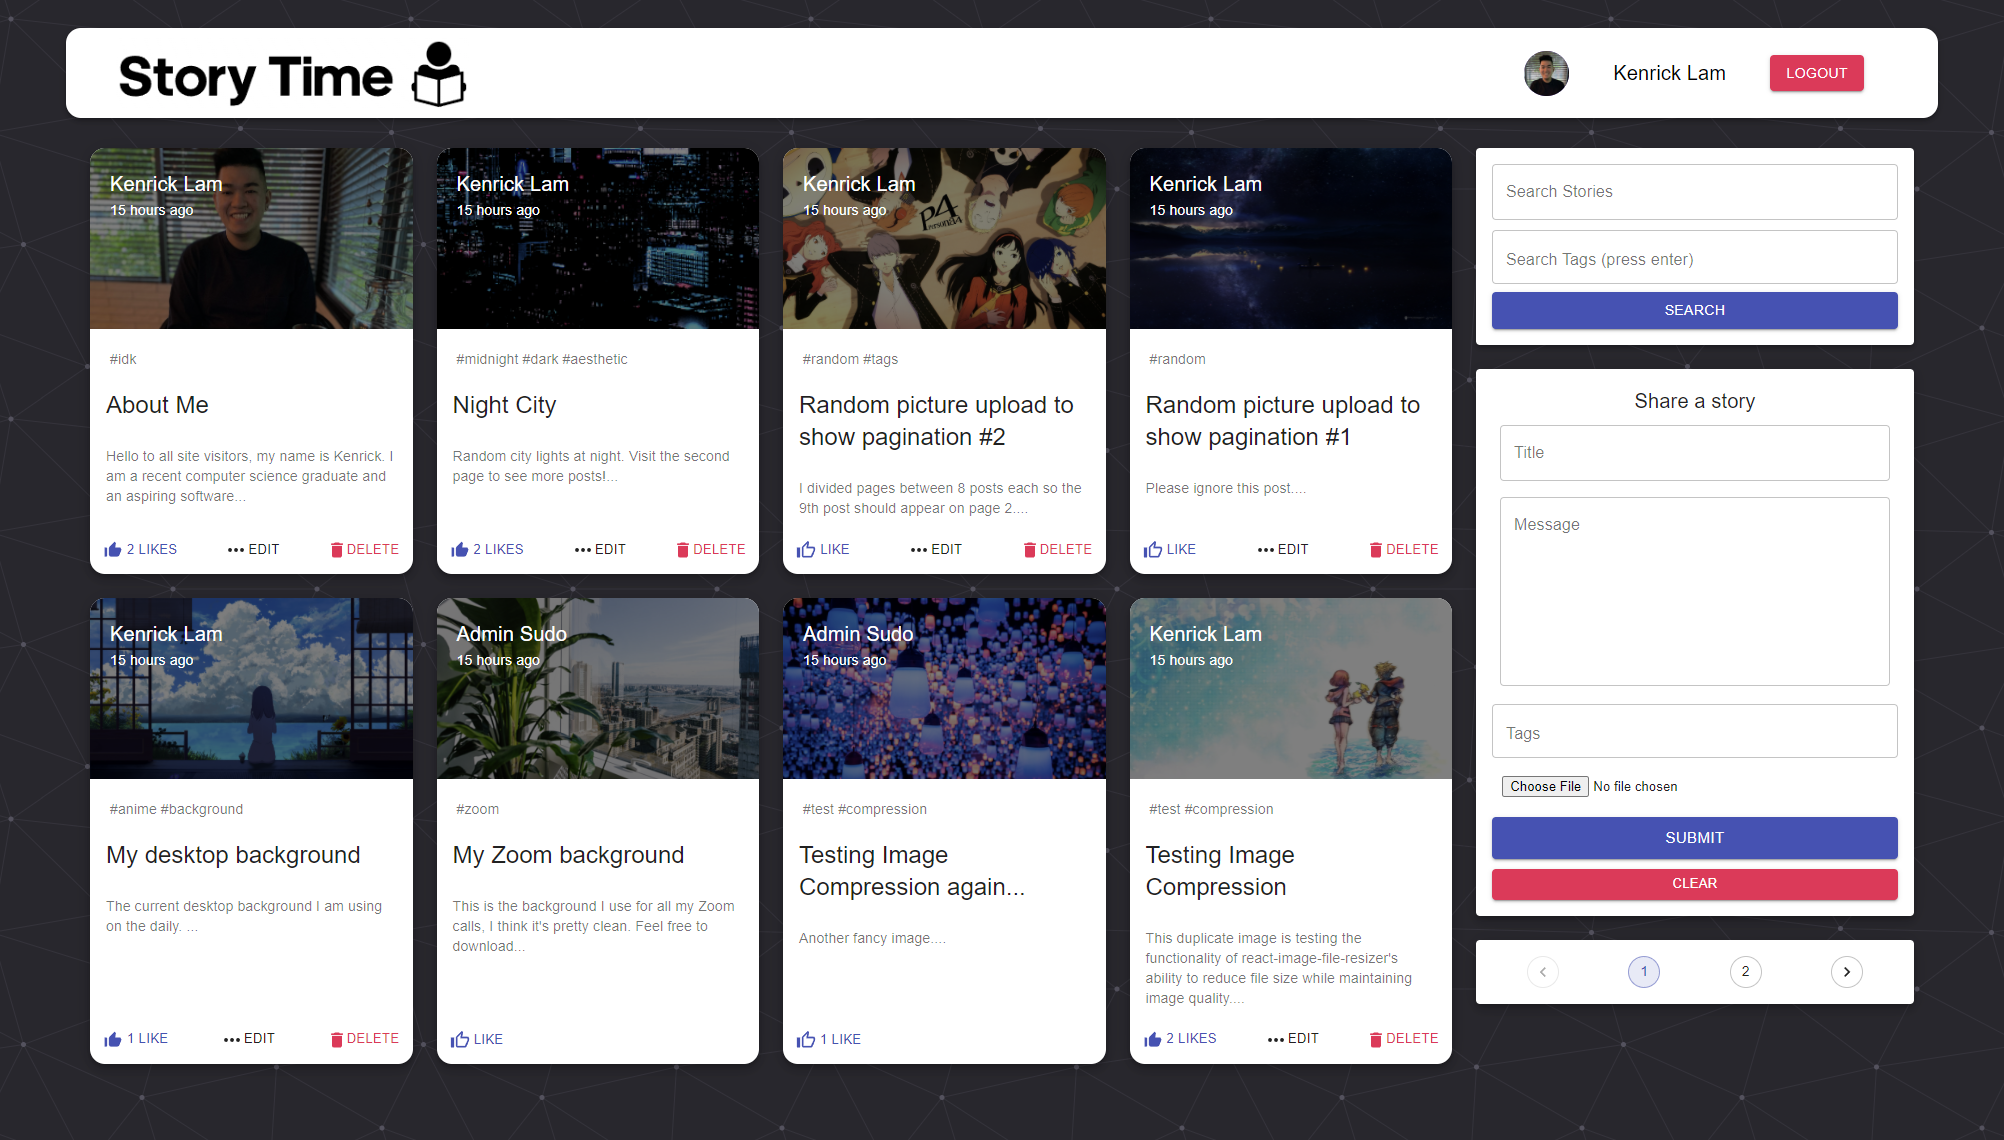 Story Time
Kenrick Lam
LOGOUT
Kenrick Lam
15 hours ago
#idk
About Me
Hello to all site visitors, my name is Kenrick. I
am a recent computer science graduate and
an aspiring software...
2 LIKES
EDIT
DELETE
Kenrick Lam
15 hours ago
#midnight #dark #aesthetic
Night City
Random city lights at night. Visit the second
page to see more posts!...
2 LIKES
EDIT
DELETE
Kenrick Lam
15 hours ago
P4
#random #tags
Random picture upload to
show pagination #2
I divided pages between 8 posts each so the
9th post should appear on page 2....
LIKE
EDIT
DELETE
Kenrick Lam
15 hours ago
#random
Random picture upload to
show pagination #1
Please ignore this post....
LIKE
EDIT
DELETE
Kenrick Lam
15 hours ago
#anime #background
My desktop background
The current desktop background I am using
on the daily. ...
1 LIKE
EDIT
DELETE
Admin Sudo
15 hours ago
#zoom
My Zoom background
This is the background I use for all my Zoom
calls, I think it's pretty clean. Feel free to
download...
LIKE
Admin Sudo
15 hours ago
#test #compression
Testing Image
Compression again...
Another fancy image....
1 LIKE
Kenrick Lam
15 hours ago
#test #compression
Testing Image
Compression
This duplicate image is testing the
functionality of react-image-file-resizer's
ability to reduce file size while maintaining
image quality....
2 LIKES
EDIT
DELETE
Search Stories
Search Tags (press enter)
SEARCH
Share a story
Title
Message
Tags
Choose File No file chosen
SUBMIT
CLEAR
1
2